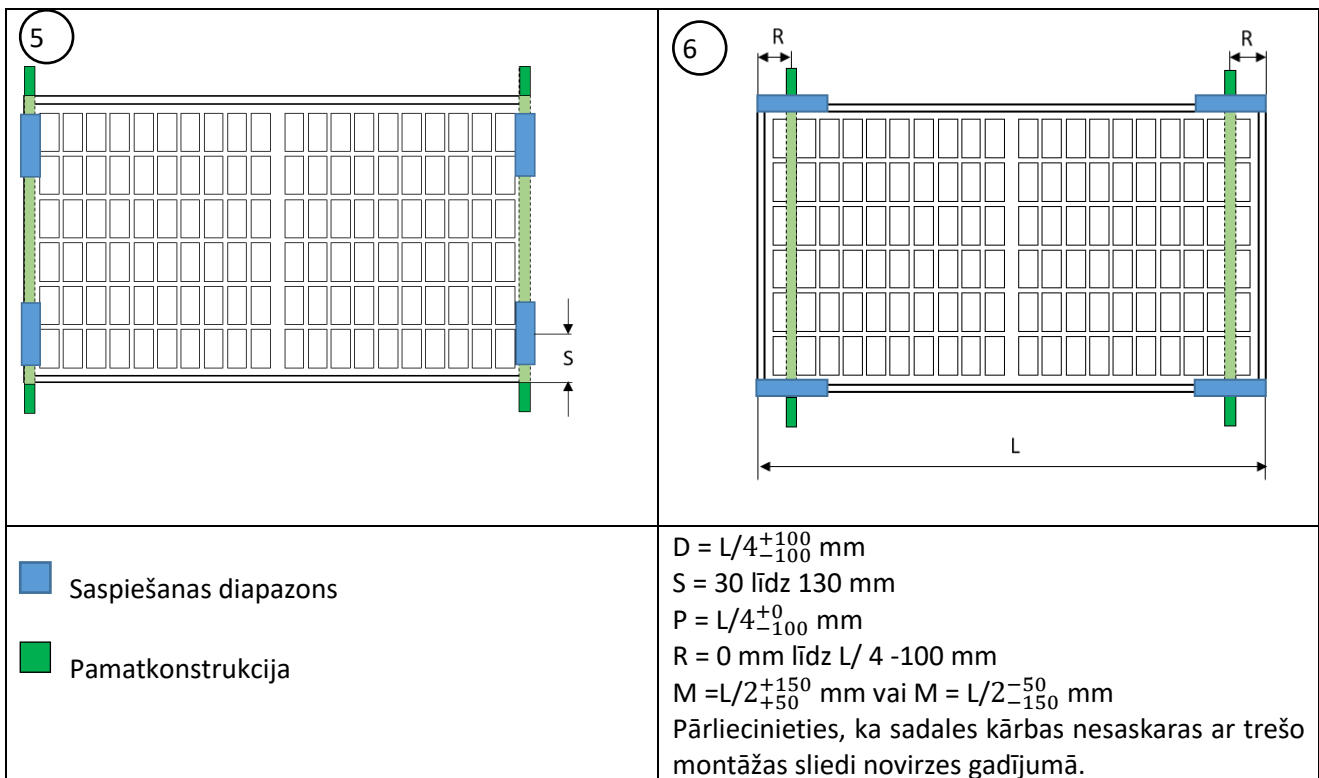 5
S
6
R R
L
Saspiešanas diapazons
Pamatkonstrukcija
D = L/4 +100 −100 mm
S = 30 līdz 130 mm
P = L/4 +0 −100 mm
R = 0 mm līdz L/ 4 -100 mm
M =L/2 +150 +50 mm vai M = L/2 −50 −150 mm
Pārliecinieties, ka sadales kārbas nesaskaras ar trešo
montāžas sliedi novirzes gadījumā.